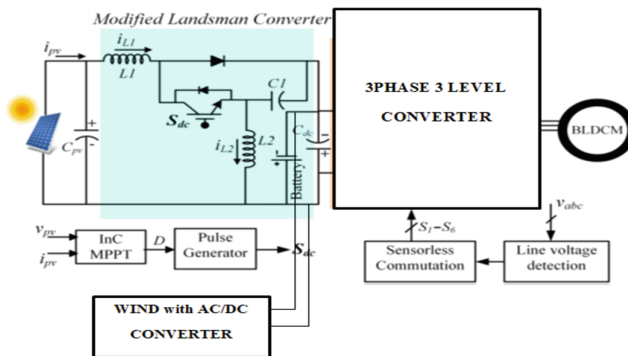 Modified Landsman Converter
ipv
iL1
L1
C1
Sdc
iL2
L2
Cdc
Cpv
Battery
3PHASE 3 LEVEL
CONVERTER
BLDCM
vpv
ipv
InC
MPPT
D
Pulse
Generator
Sdc
S1-S6
vabc
Sensorless
Commutation
Line voltage
detection
WIND with AC/DC
CONVERTER